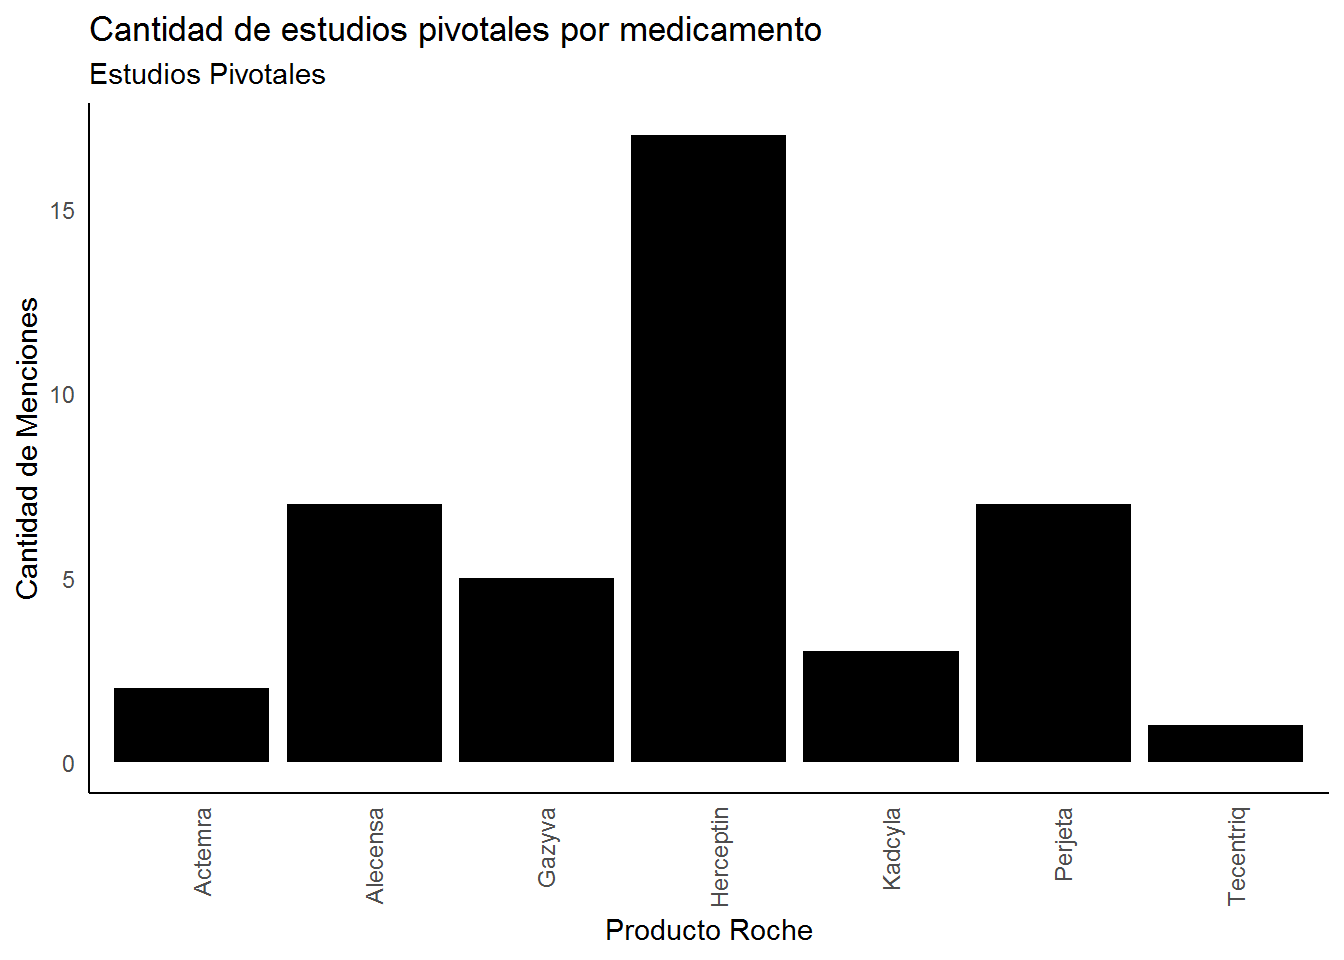 Cantidad de estudios pivotales por medicamento
Estudios Pivotales
Cantidad de Menciones
15
10
5
0
Actemra
Alecensa
Gazyva
Herceptin
Kadcyla
Perjeta
Tecentriq
Producto Roche